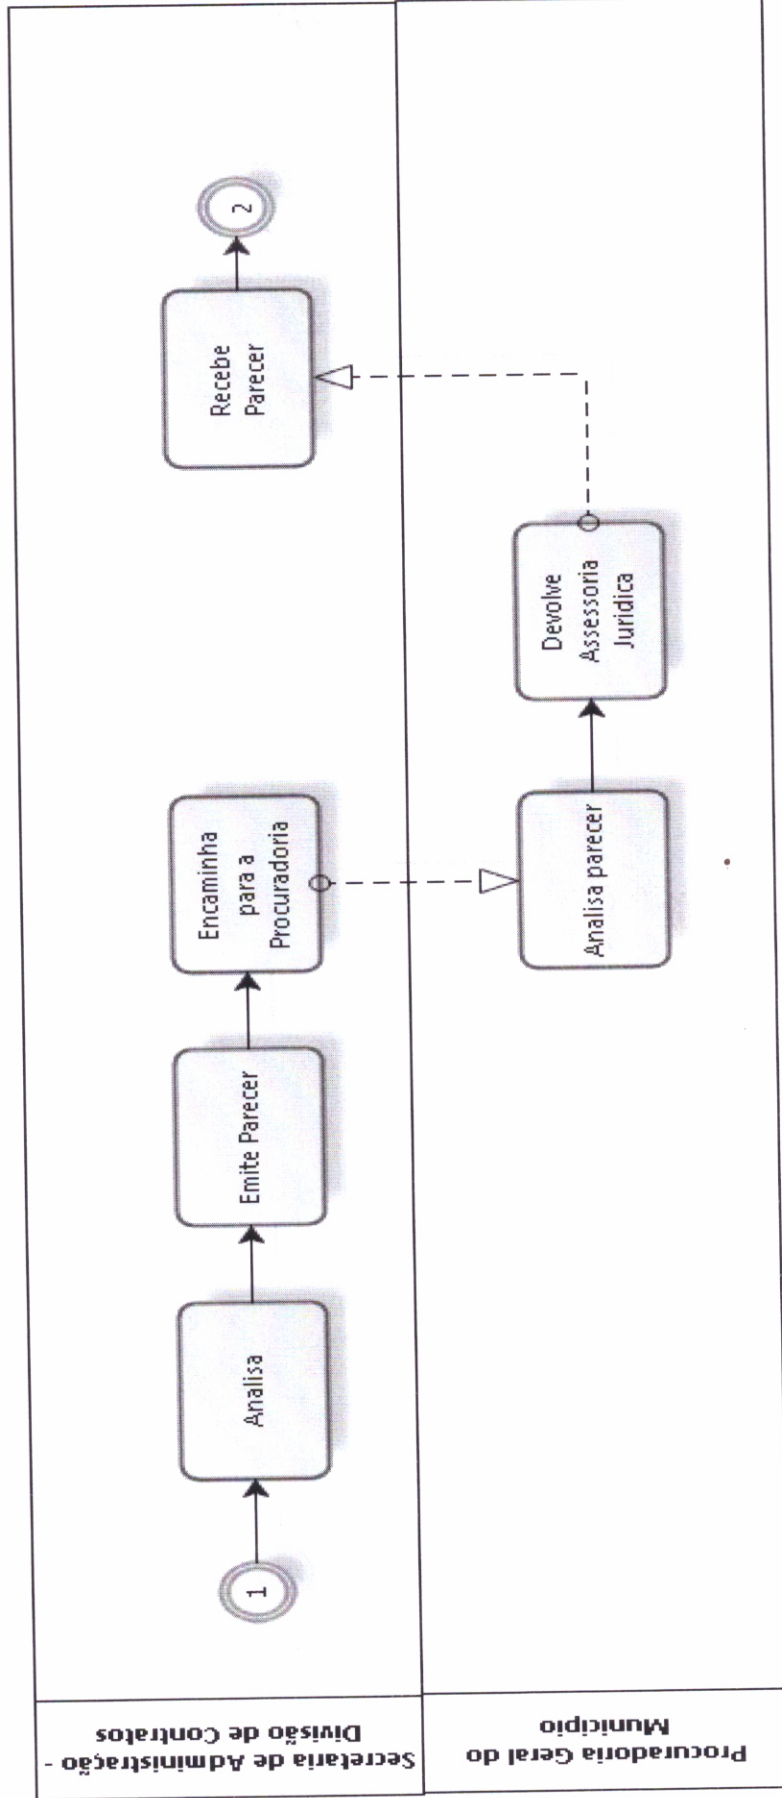 Secretaria de Administração -
Divisão de Contratos
1
Analisa
Emite Parecer
Encaminha
para a
Procuradoria
Recebe
Parecer
2
Procuradoria Geral do
Municipio
Analisa parecer
Devolve
Assessoria
Juridica